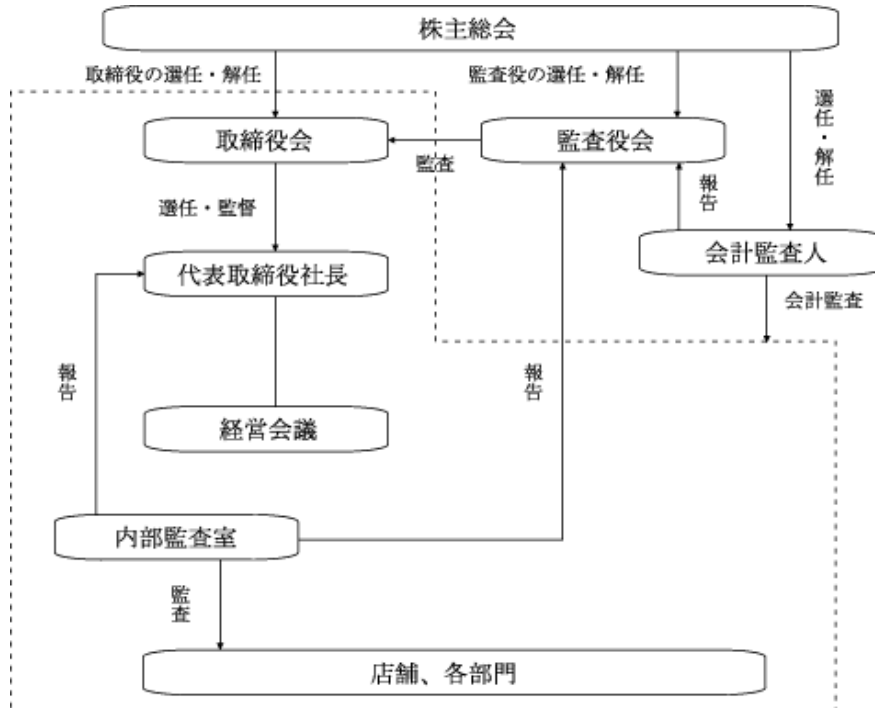 株主総会
取締役の選任・解任
監査役の選任・解任
選任・解任
取締役会
監査
監査役会
報告
選任・監督
会計監査人
代表取締役社長
会計監査
報告
報告
経営会議
内部監査室
監査
店舗、各部門